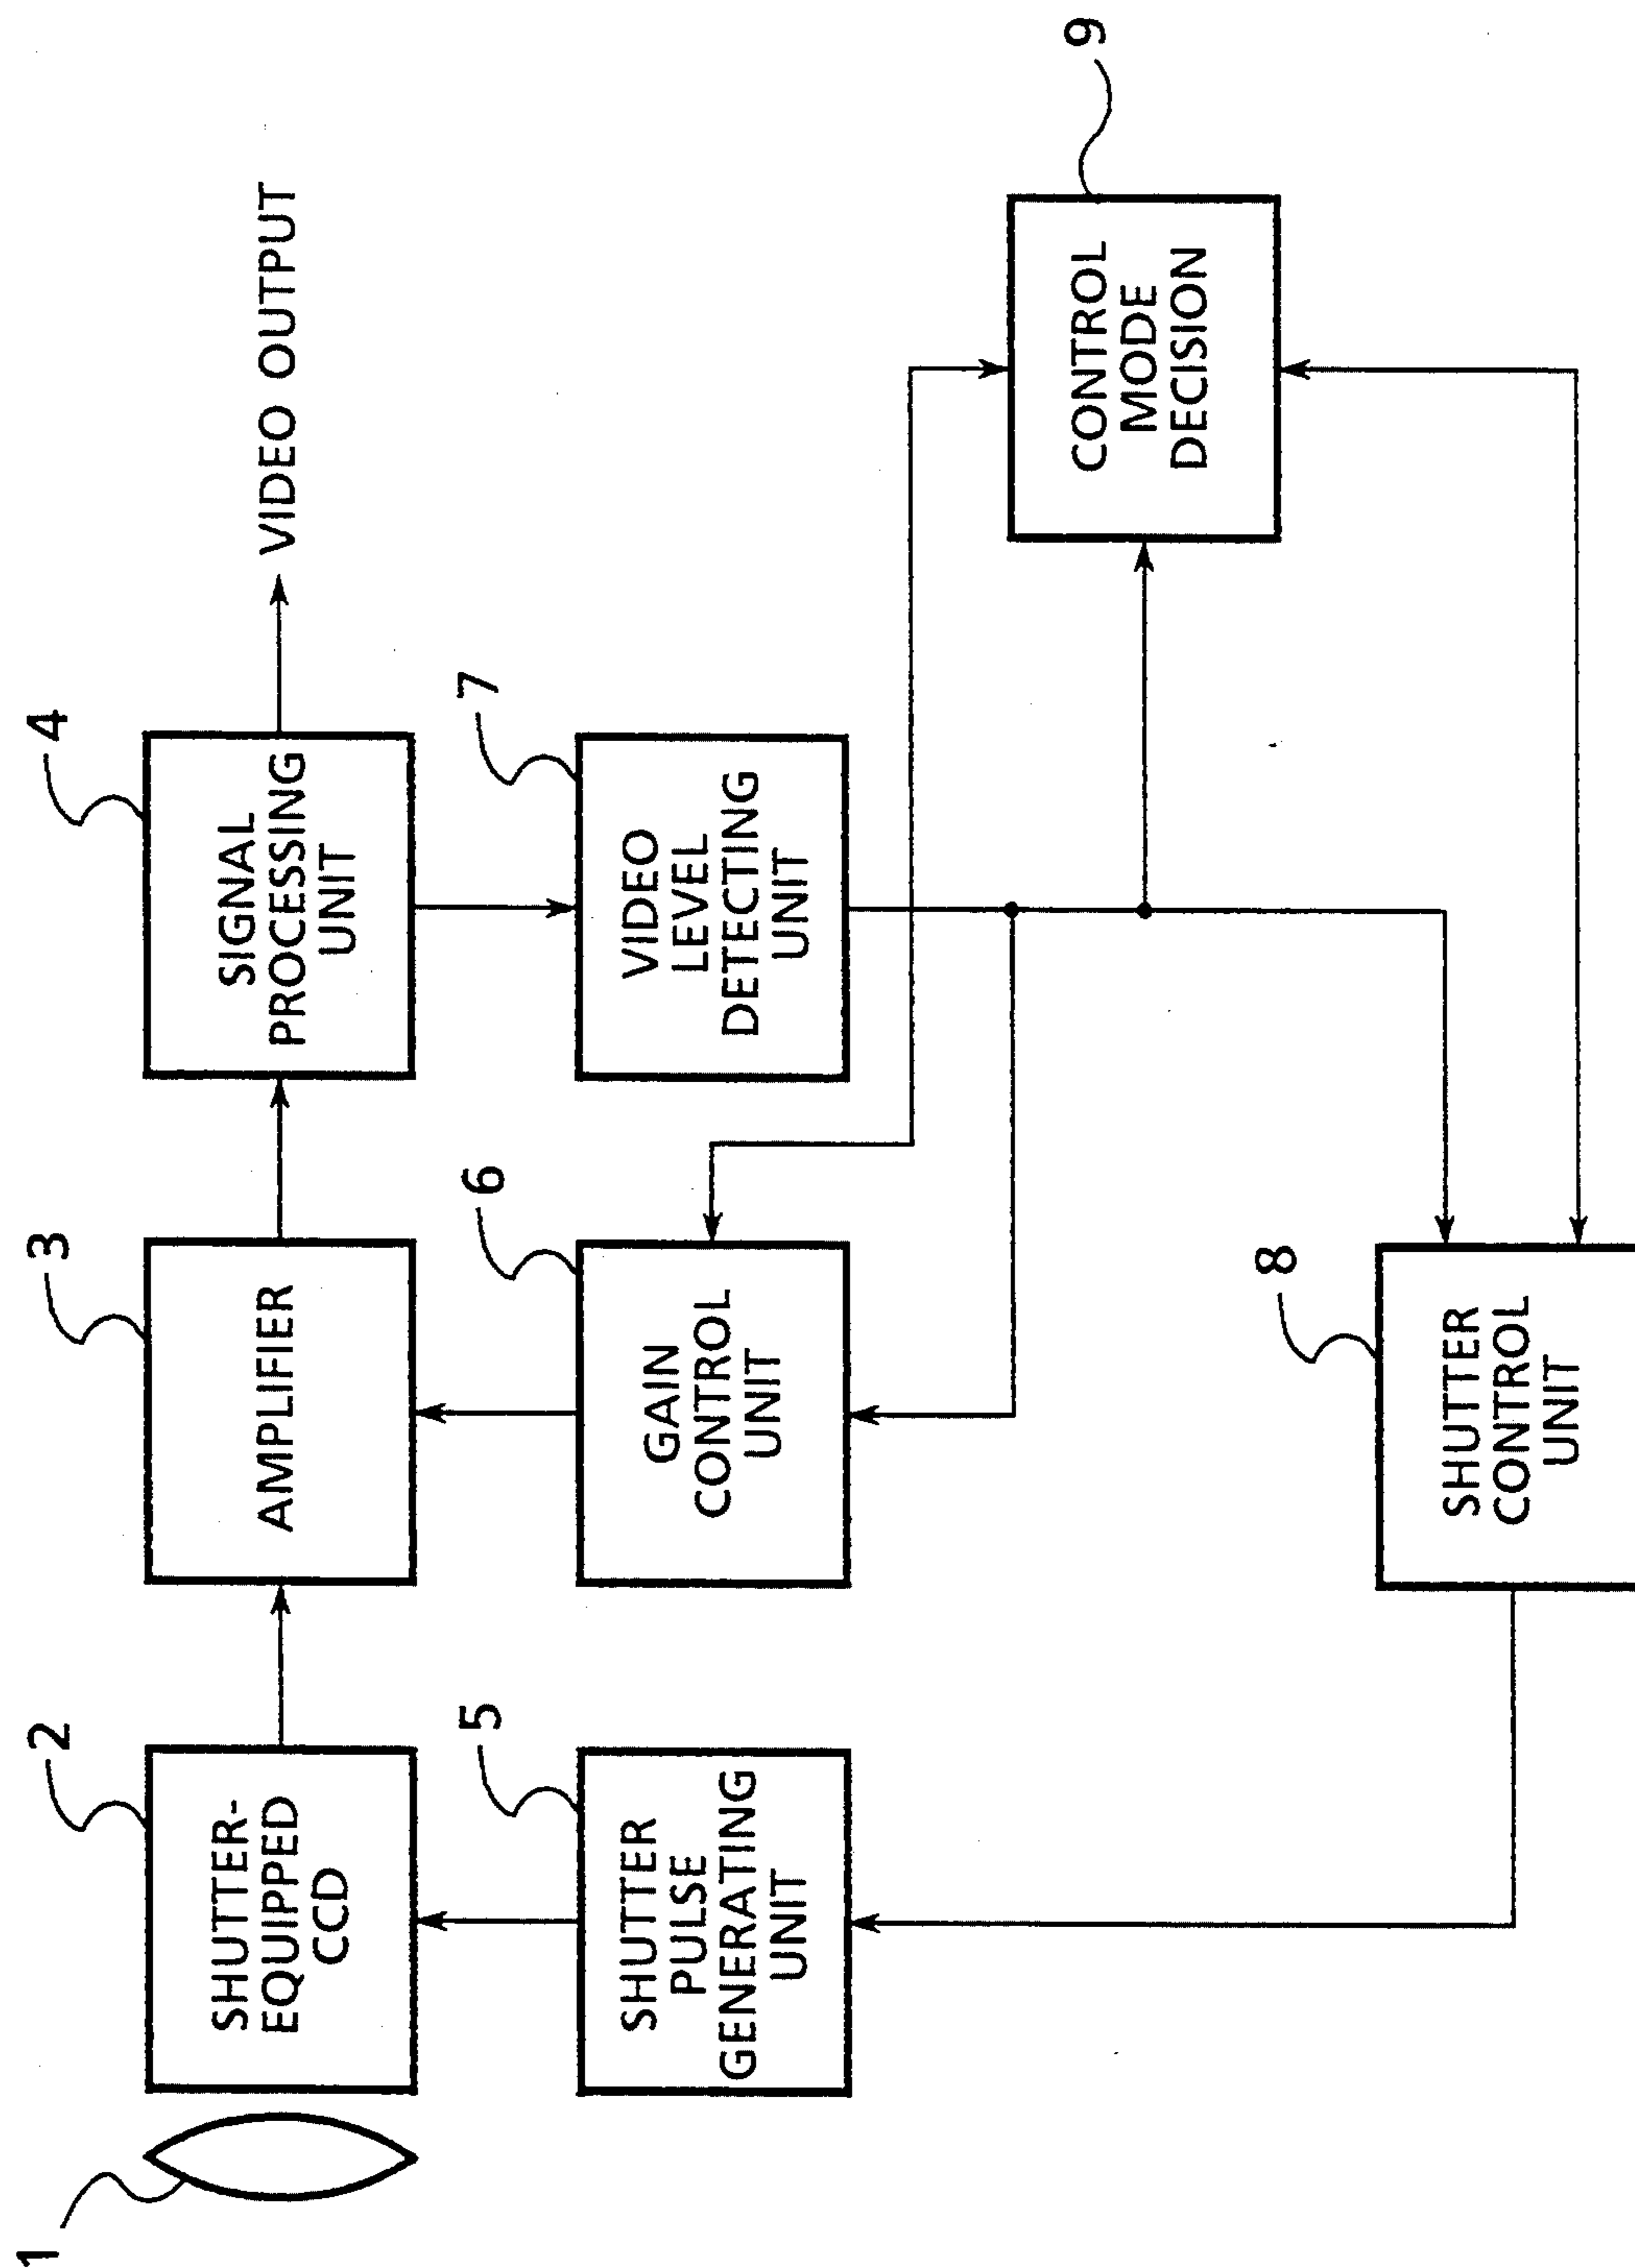 1
2
SHUTTER-
EQUIPPED
CCD
3
AMPLIFIER
4
SIGNAL
PROCESSING
UNIT
VIDEO OUTPUT
5
SHUTTER
PULSE
GENERATING
UNIT
6
GAIN
CONTROL
UNIT
7
VIDEO
LEVEL
DETECTING
UNIT
8
SHUTTER
CONTROL
UNIT
9
CONTROL
MODE
DECISION